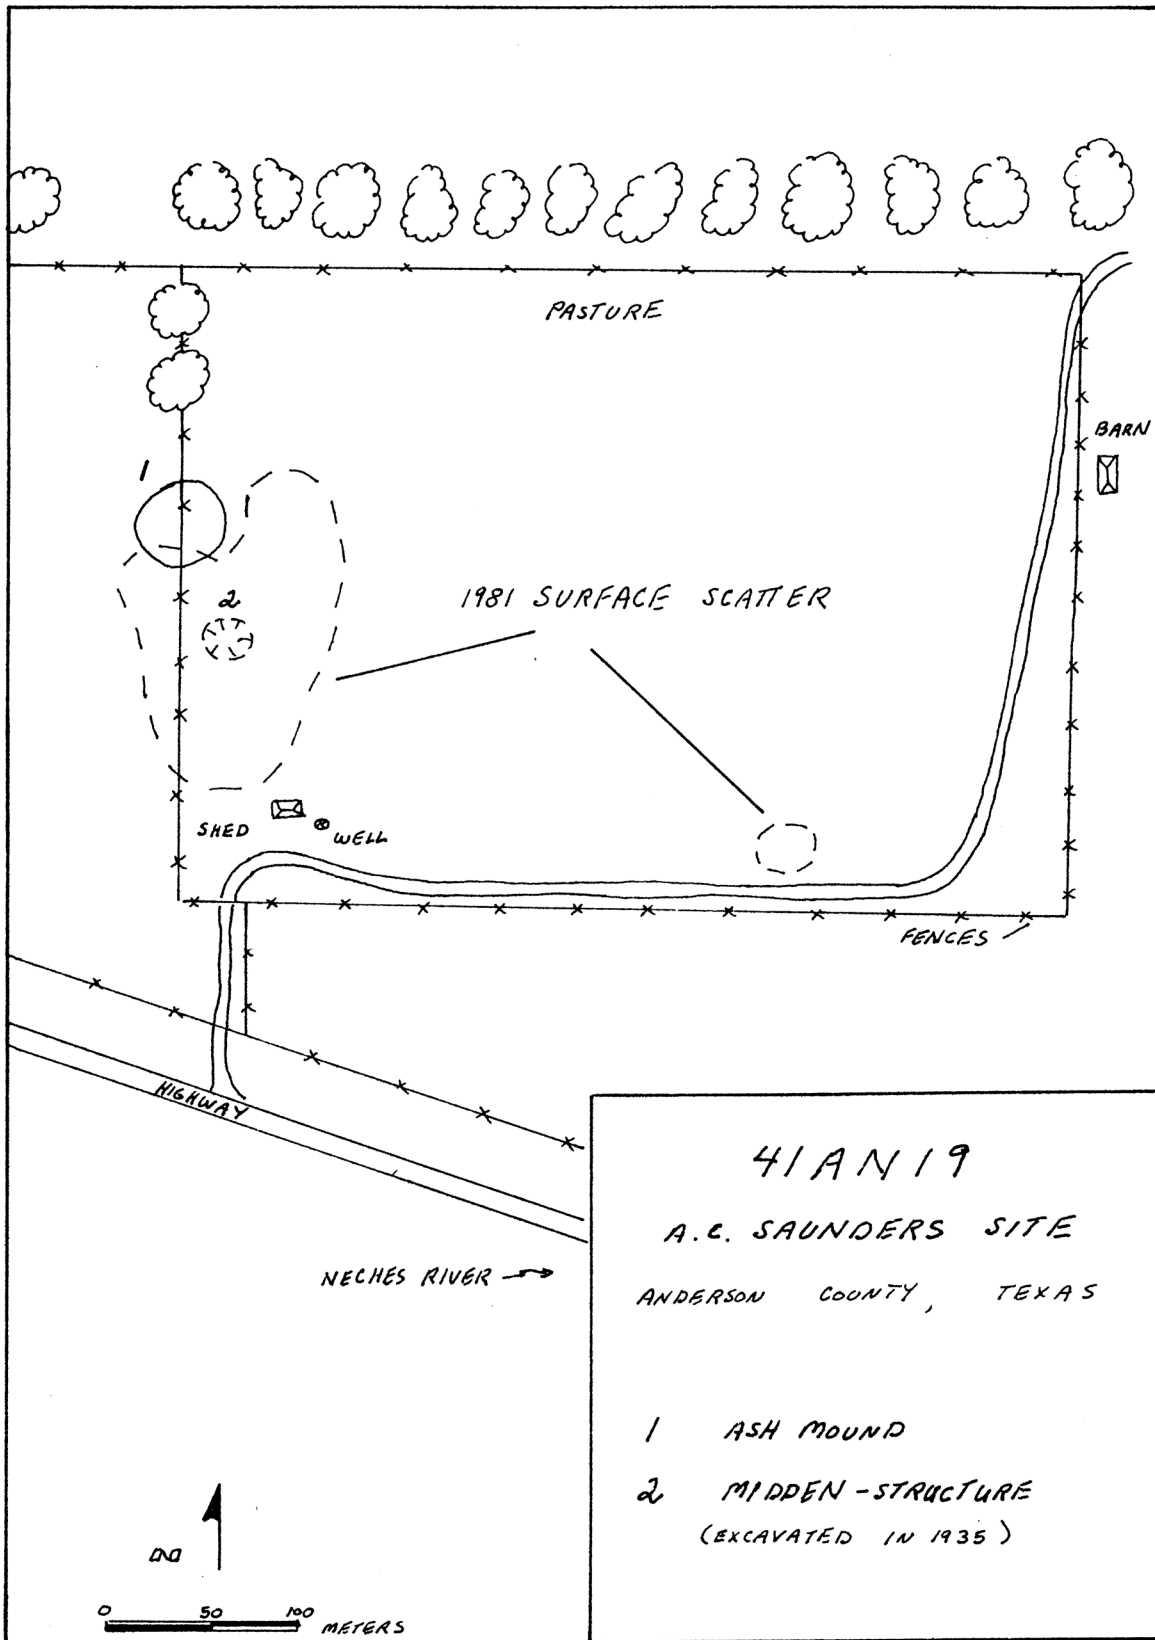 PASTURE
BARN
1
1981 SURFACE SCATTER
2
SHED
WELL
FENCES
HIGHWAY
NECHES RIVER
41AN19
A.C. SAUNDERS SITE
ANDERSON COUNTY, TEXAS
1 ASH MOUND
2 MIDDEN-STRUCTURE
(EXCAVATED IN 1935)
N
0 50 100
METERS